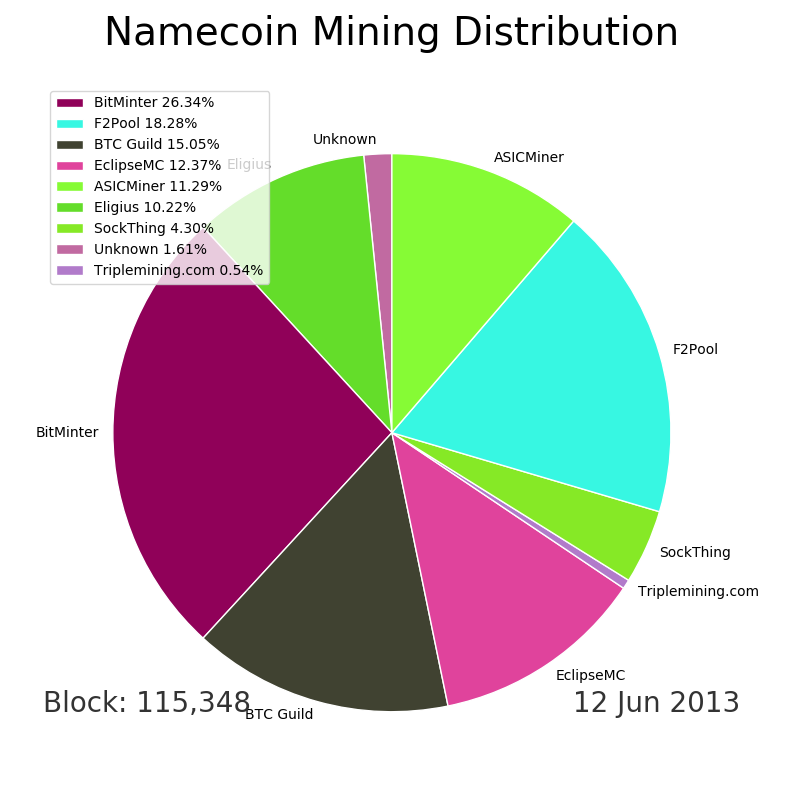 Namecoin Mining Distribution
BitMinter 26.34%
F2Pool 18.28%
BTC Guild 15.05%
EclipseMC 12.37%
ASICMiner 11.29%
Eligius 10.22%
SockThing 4.30%
Unknown 1.61%
Triplemining.com 0.54%
Unknown
ASICMiner
Eligius
F2Pool
BitMinter
SockThing
Triplemining.com
EclipseMC
BTC Guild
Block: 115,348
12 Jun 2013